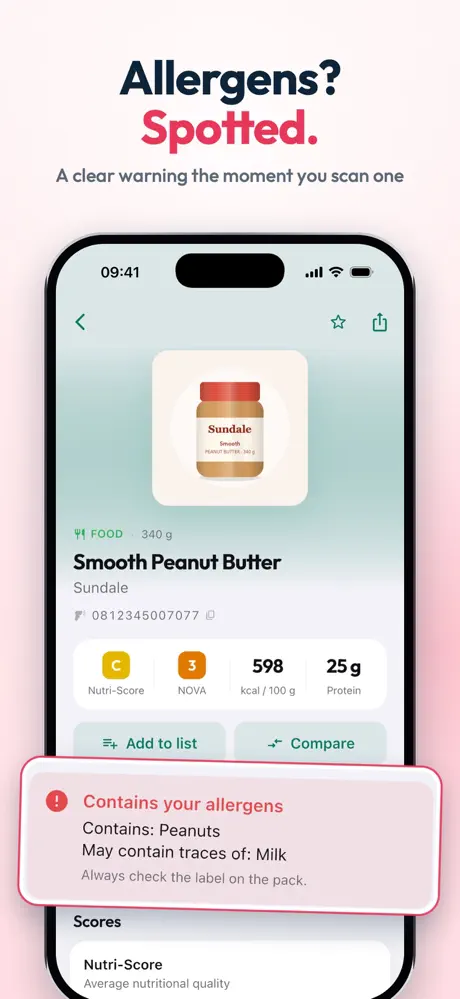 Allergens?
Spotted.
A clear warning the moment you scan one
09:41
Sundale
Smooth
PEANUT BUTTER · 340 g
FOOD · 340 g
Smooth Peanut Butter
Sundale
0812345007077
C
Nutri-Score
3
NOVA
598
kcal / 100 g
25 g
Protein
Add to list
Compare
Contains your allergens
Contains: Peanuts
May contain traces of: Milk
Always check the label on the pack.
Scores
Nutri-Score
Average nutritional quality